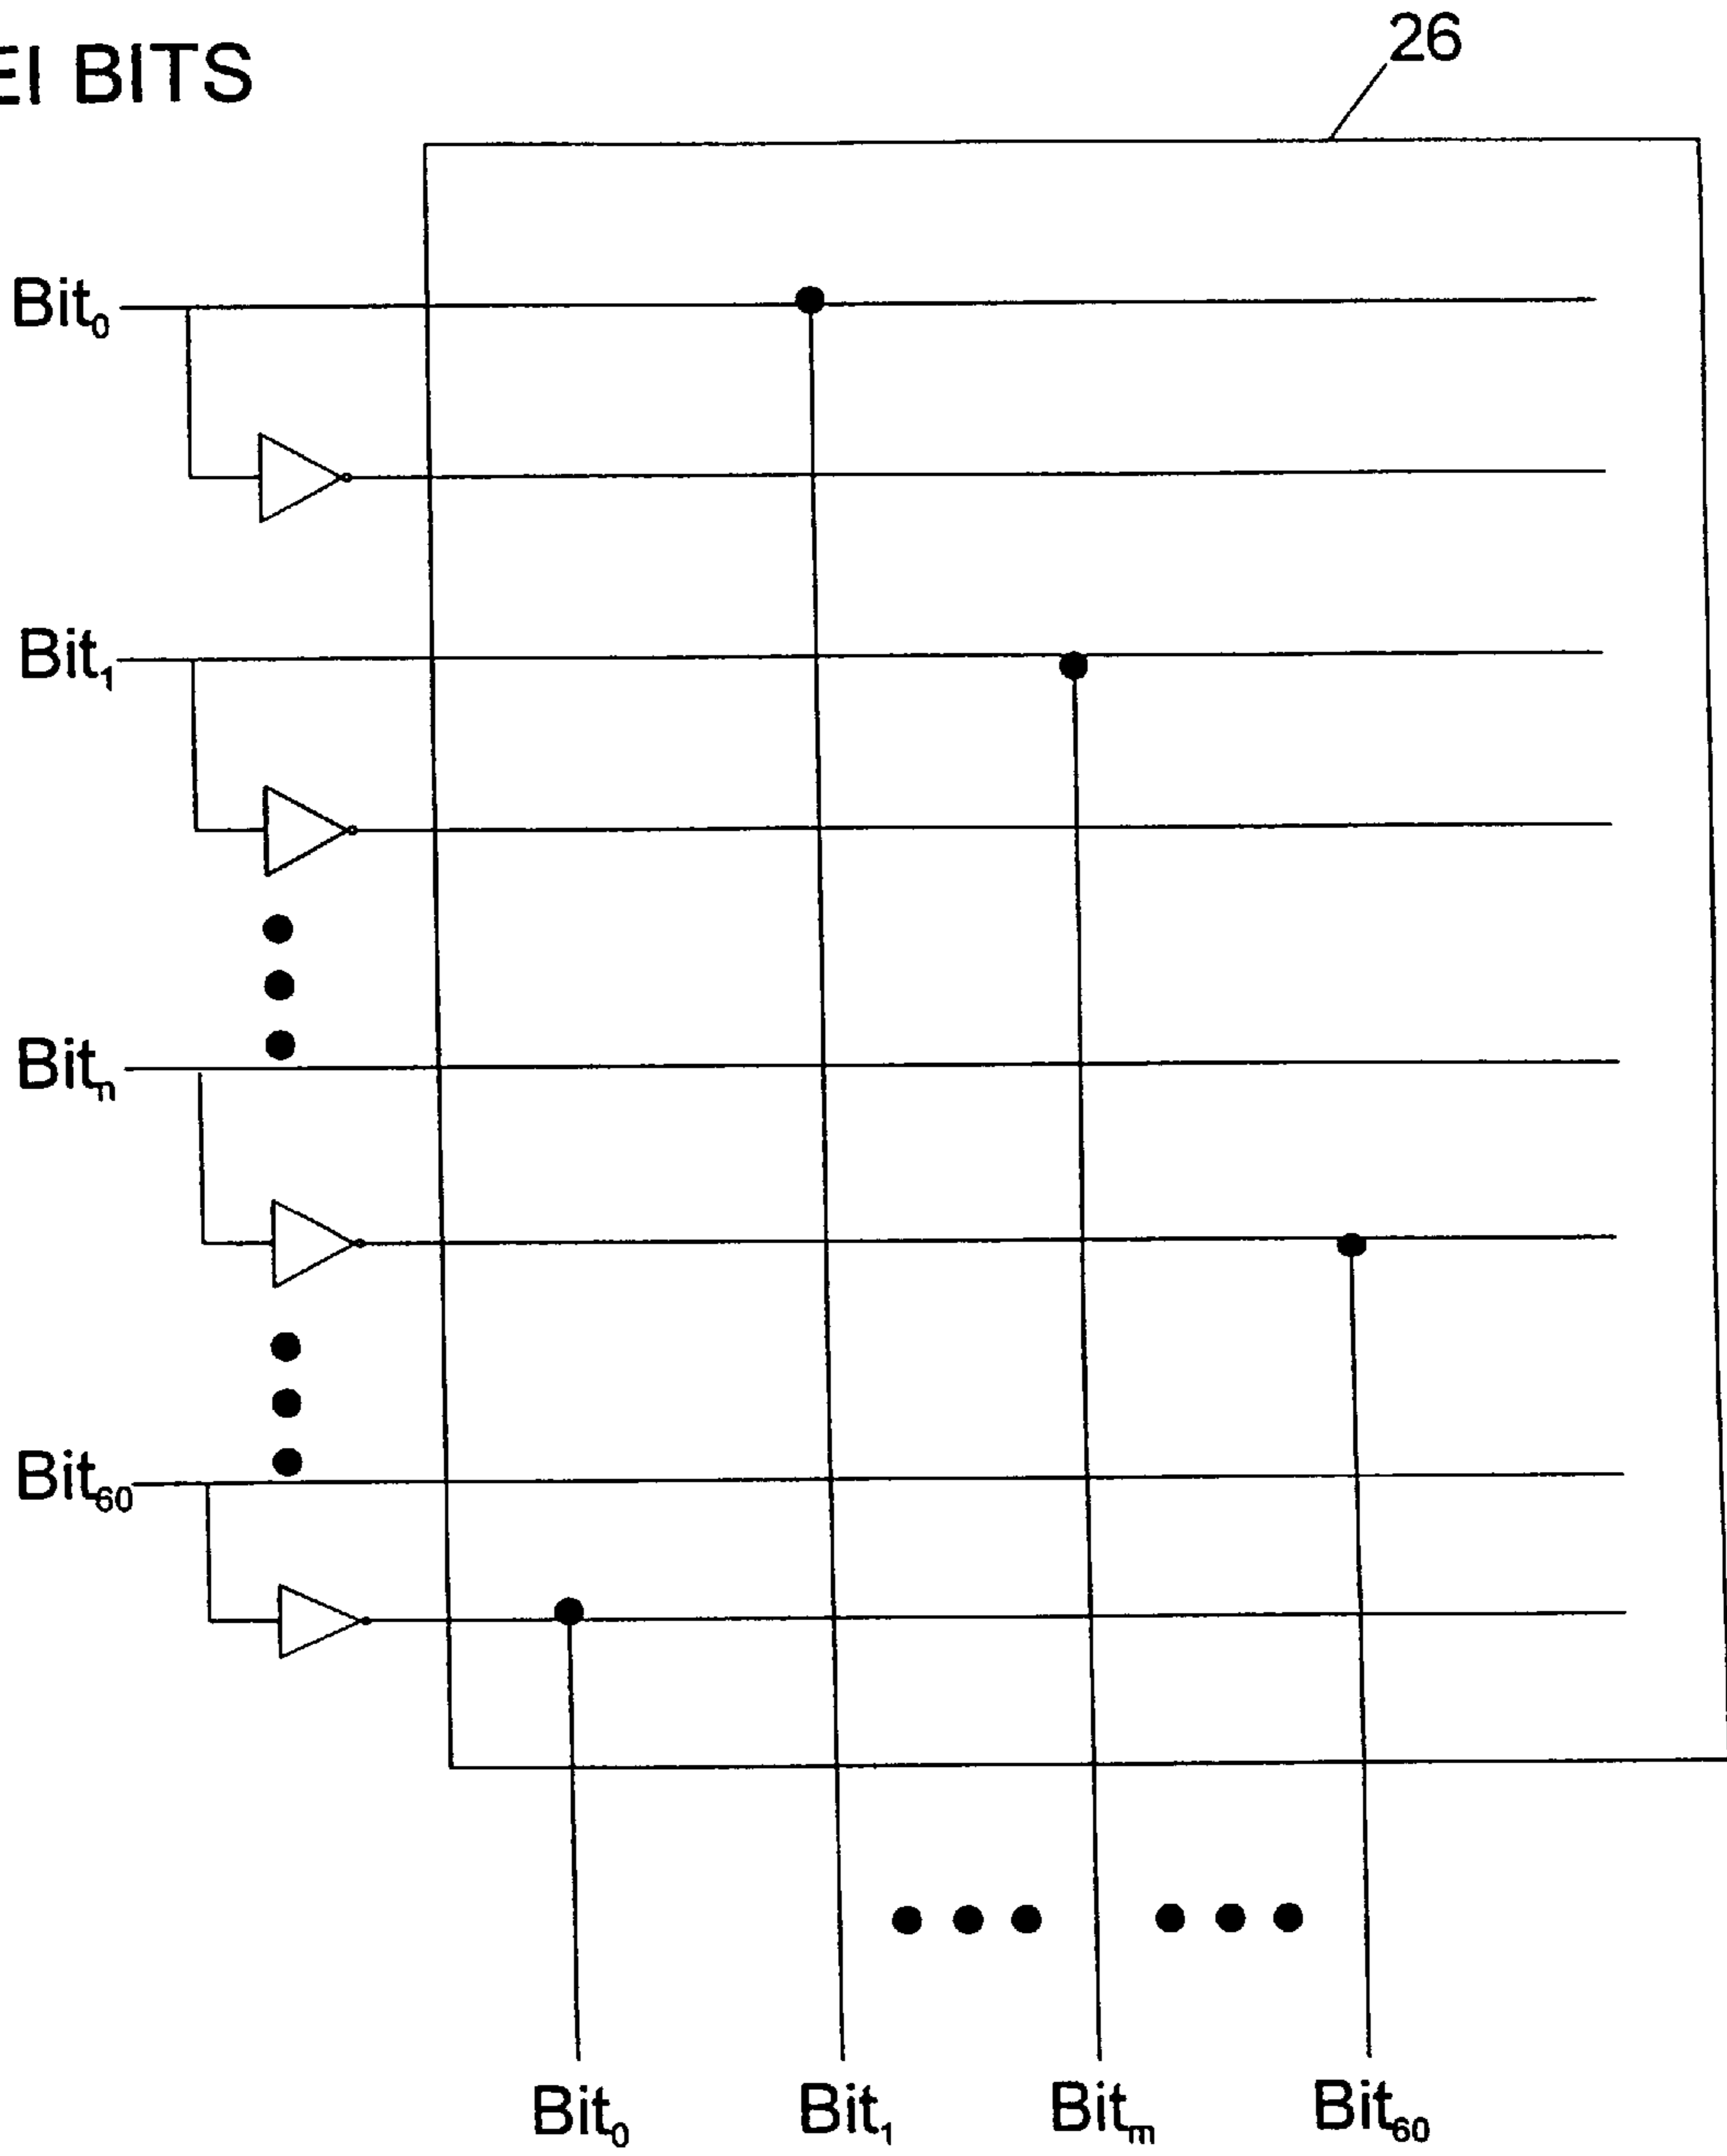 26
EI BITS
Bit₀
Bit₁
Bitₙ
Bit₆₀
Bit₀ Bit₁ Bitₘ Bit₆₀